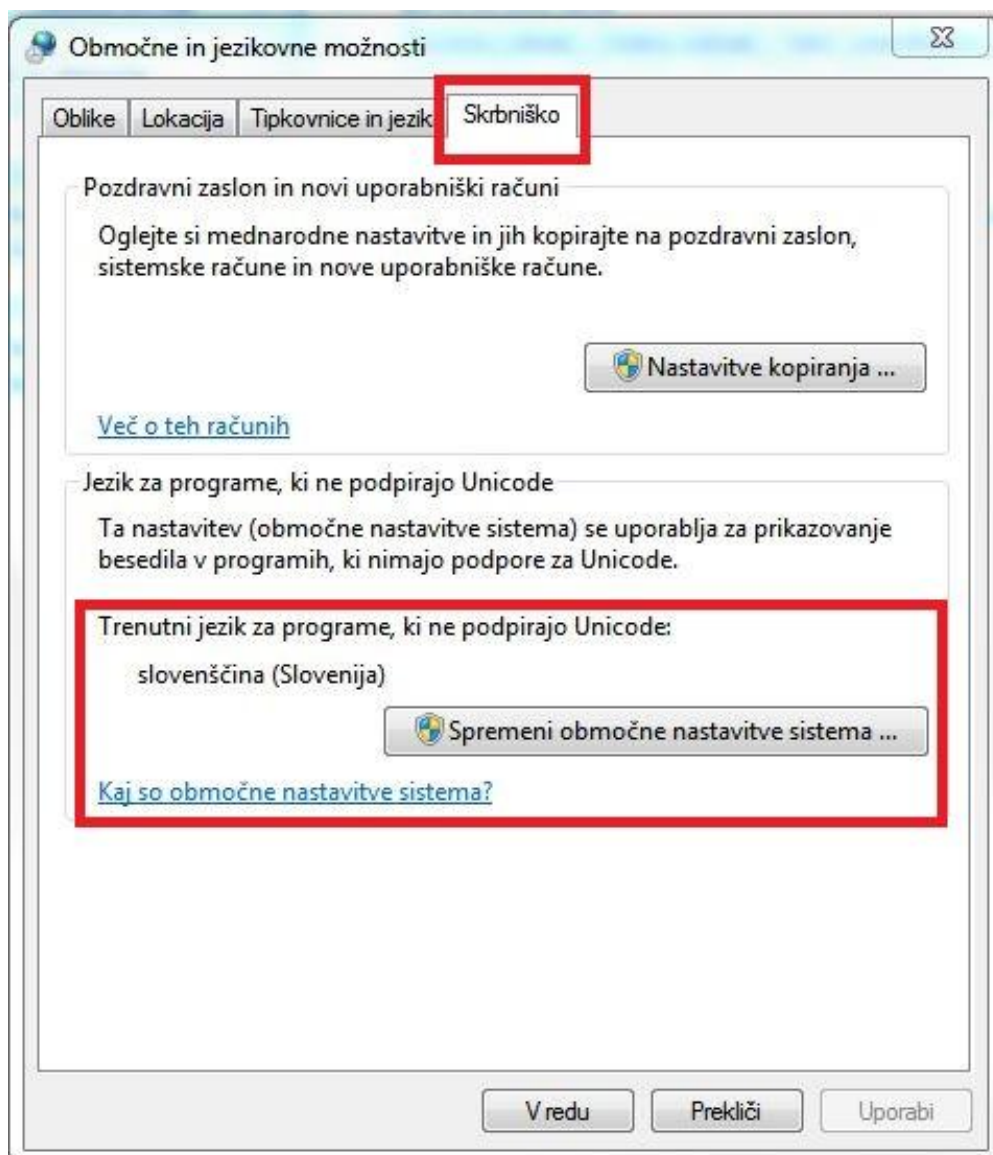 Območne in jezikovne možnosti
Oblike Lokacija Tipkovnice in jezik Skrbniško
Pozdravni zaslon in novi uporabniški računi
Oglejte si mednarodne nastavitve in jih kopirajte na pozdravni zaslon,
sistemske račune in nove uporabniške račune.
Nastavitve kopiranja ...
Več o teh računih
Jezik za programe, ki ne podpirajo Unicode
Ta nastavitev (območne nastavitve sistema) se uporablja za prikazovanje
besedila v programih, ki nimajo podpore za Unicode.
Trenutni jezik za programe, ki ne podpirajo Unicode:
slovenščina (Slovenija)
Spremeni območne nastavitve sistema ...
Kaj so območne nastavitve sistema?
V redu Prekliči Uporabi